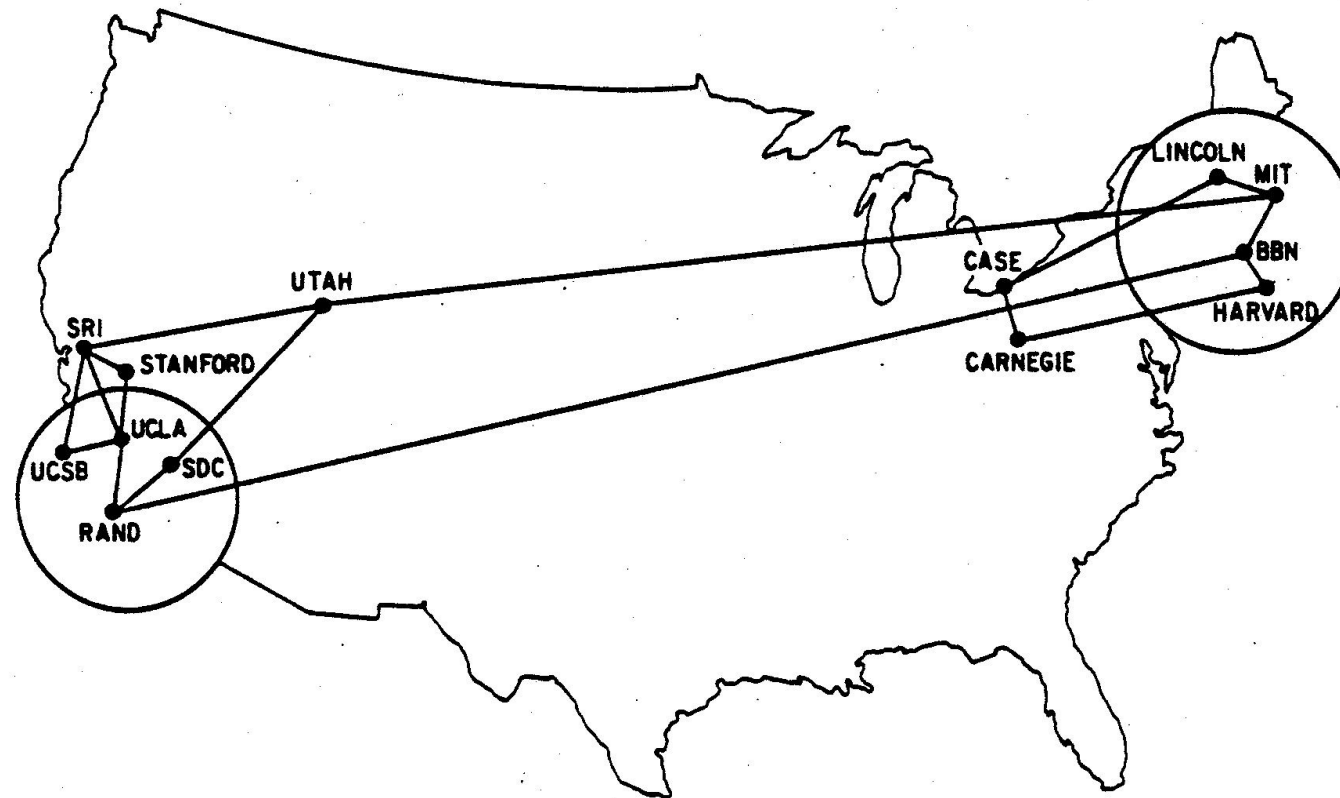 LINCOLN
MIT
CASE
BBN
UTAH
HARVARD
SRI
STANFORD
CARNEGIE
UCLA
UCSB
SDC
RAND